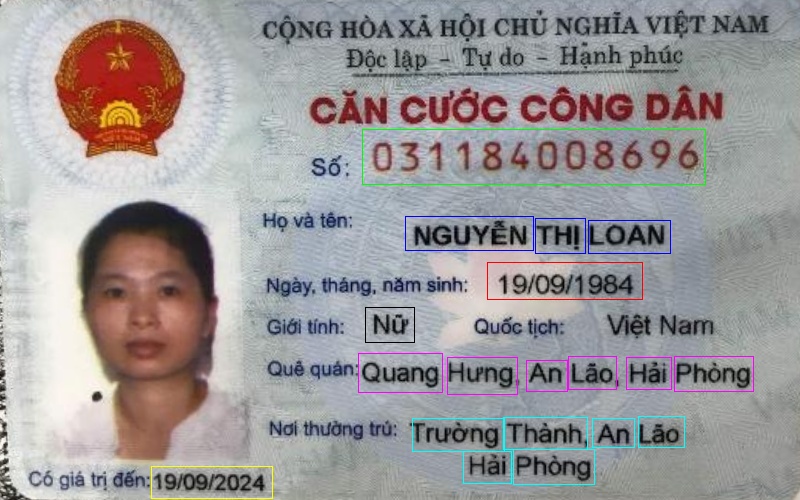 CỘNG HÒA XÃ HỘI CHỦ NGHĨA VIỆT NAM
Độc lập - Tự do - Hạnh phúc
CĂN CƯỚC CÔNG DÂN
Số: 031184008696
Họ và tên: NGUYỄN THỊ LOAN
Ngày, tháng, năm sinh: 19/09/1984
Giới tính: Nữ Quốc tịch: Việt Nam
Quê quán: Quang Hưng, An Lão, Hải Phòng
Nơi thường trú: Trường Thành, An Lão
Hải Phòng
Có giá trị đến: 19/09/2024